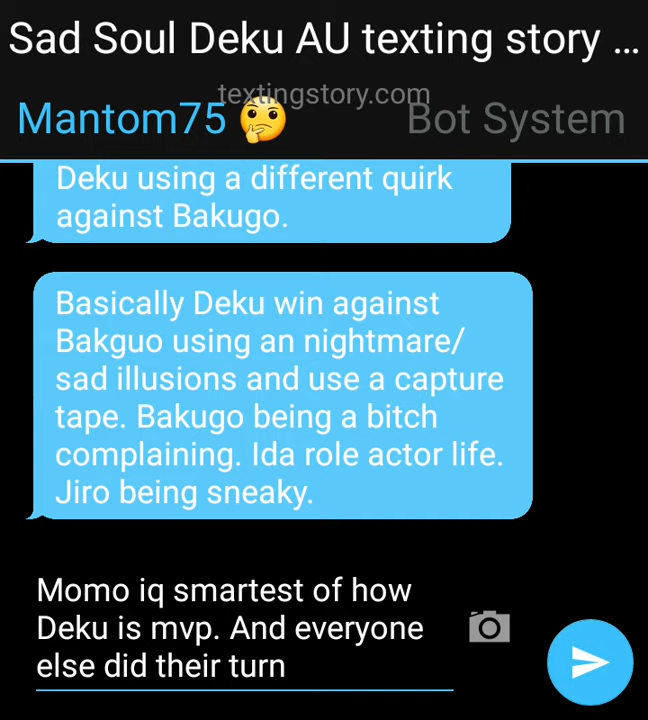 Sad Soul Deku AU texting story ...
textingstory.com
Mantom75 🤔 Bot System
Deku using a different quirk
against Bakugo.
Basically Deku win against
Bakguo using an nightmare/
sad illusions and use a capture
tape. Bakugo being a bitch
complaining. Ida role actor life.
Jiro being sneaky.
Momo iq smartest of how
Deku is mvp. And everyone
else did their turn